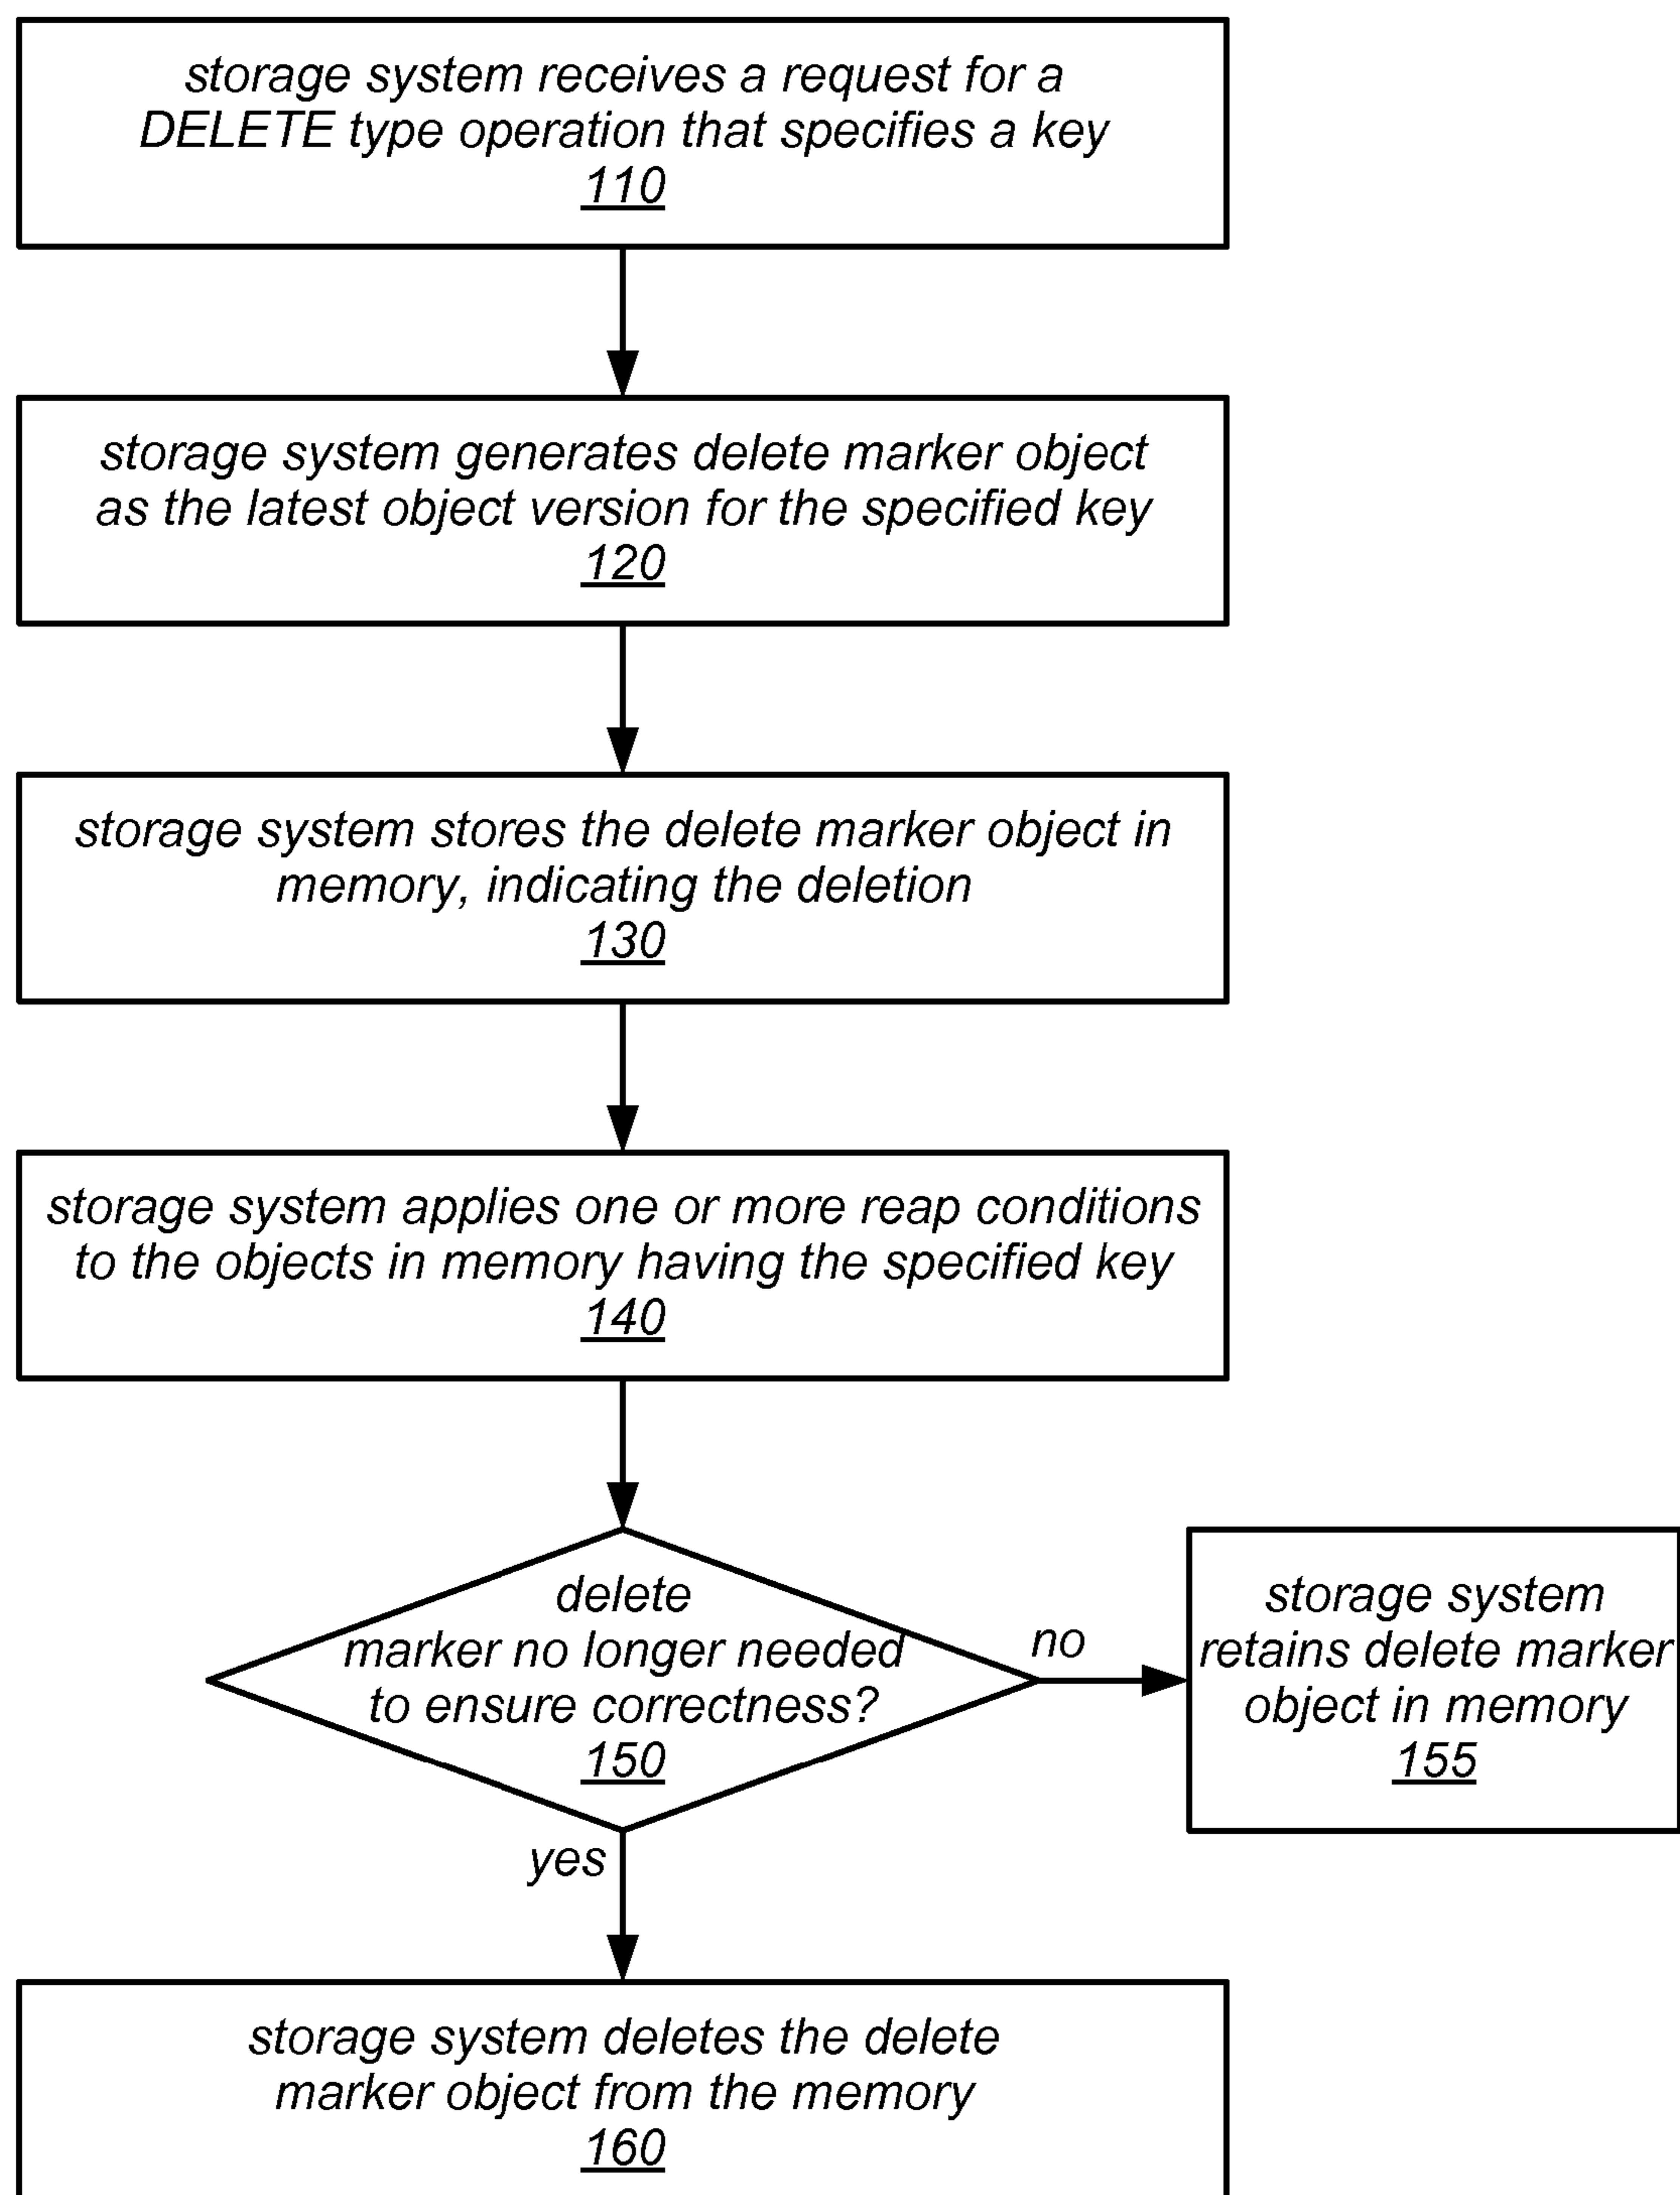 storage system receives a request for a
DELETE type operation that specifies a key
110
storage system generates delete marker object
as the latest object version for the specified key
120
storage system stores the delete marker object in
memory, indicating the deletion
130
storage system applies one or more reap conditions
to the objects in memory having the specified key
140
delete
marker no longer needed
to ensure correctness?
150
no
storage system
retains delete marker
object in memory
155
yes
storage system deletes the delete
marker object from the memory
160